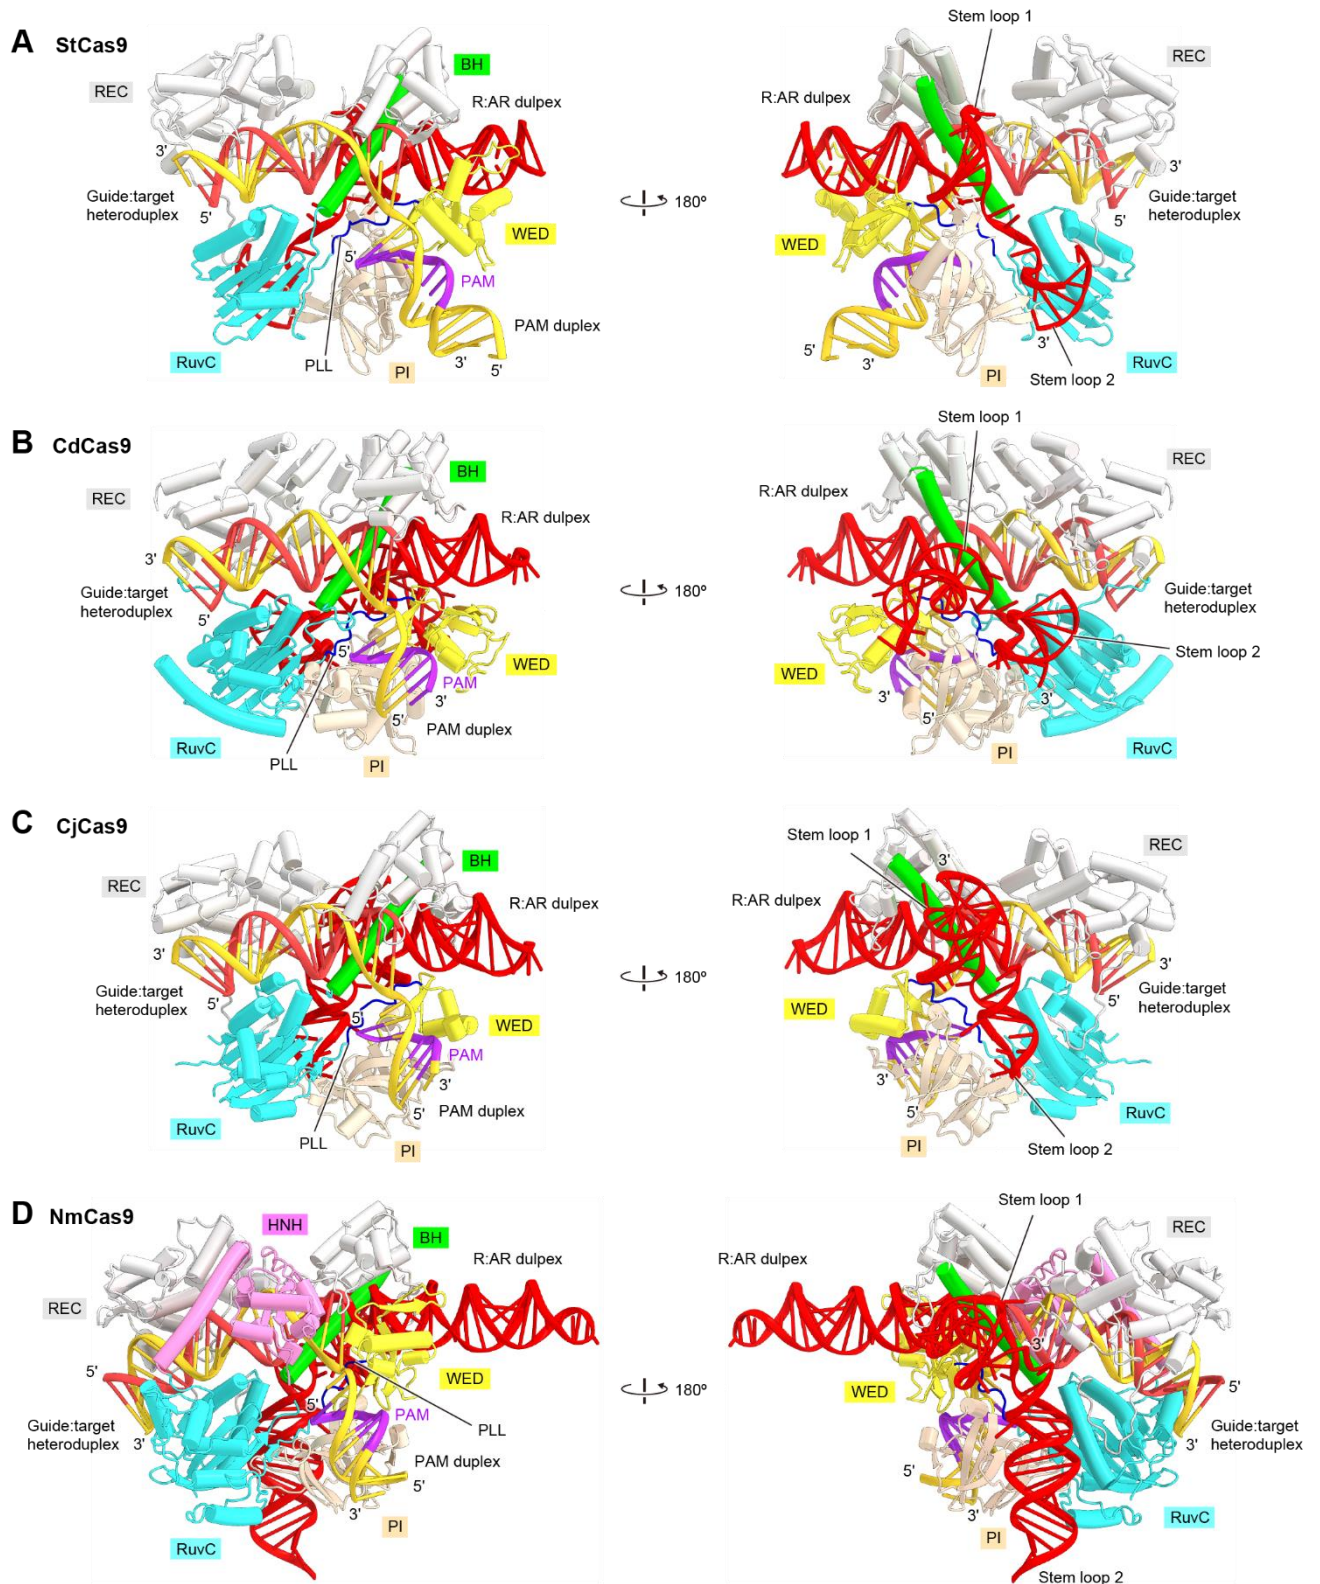 A StCas9
Stem loop 1
REC
BH
R:AR dulpex
3'
Guide:target
heteroduplex
5'
WED
5'
PAM
PAM duplex
RuvC
PLL
PI
3'
5'
180º
R:AR dulpex
REC
3'
Guide:target
heteroduplex
5'
WED
5'
3'
3'
RuvC
PI
Stem loop 2
B CdCas9
Stem loop 1
REC
BH
R:AR dulpex
3'
Guide:target
heteroduplex
5'
5'
WED
PAM
3'
5'
PAM duplex
RuvC
PLL
PI
180º
REC
R:AR dulpex
Guide:target
heteroduplex
5'
Stem loop 2
WED
3'
5'
3'
PI
RuvC
C CjCas9
REC
BH
R:AR dulpex
3'
Guide:target
heteroduplex
5'
5'
WED
PAM
3'
5'
PAM duplex
RuvC
PLL
PI
180º
Stem loop 1
3'
REC
R:AR dulpex
3'
Guide:target
heteroduplex
5'
WED
3'
5'
RuvC
PI
Stem loop 2
D NmCas9
HNH
BH
R:AR dulpex
REC
5'
WED
5'
PAM
PLL
Guide:target
heteroduplex
3'
PAM duplex
5'
3'
PI
RuvC
180º
Stem loop 1
REC
R:AR dulpex
3'
5'
WED
Guide:target
heteroduplex
3'
5'
3'
RuvC
PI
Stem loop 2